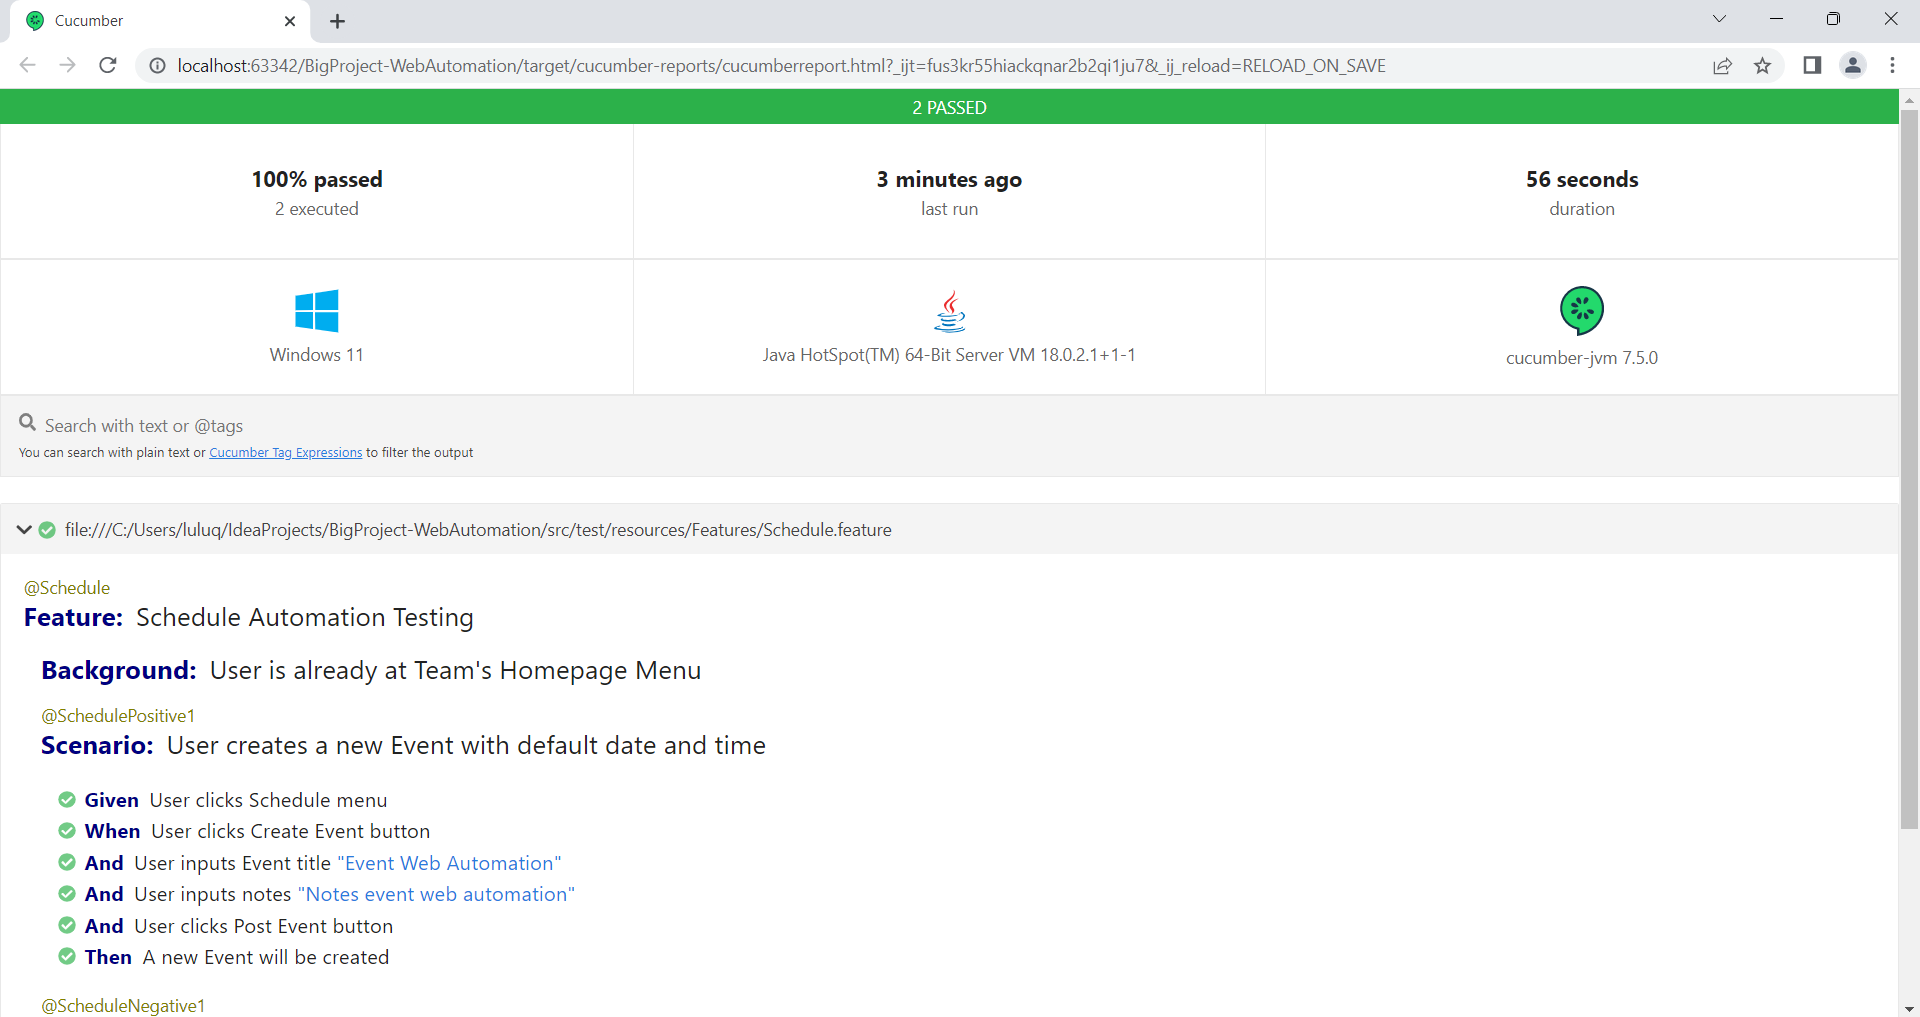 Cucumber
localhost:63342/BigProject-WebAutomation/target/cucumber-reports/cucumberreport.html?_ijt=fus3kr55hiackqnar2b2qi1ju7&_ij_reload=RELOAD_ON_SAVE
2 PASSED
100% passed
2 executed
3 minutes ago
last run
56 seconds
duration
Windows 11
Java HotSpot(TM) 64-Bit Server VM 18.0.2.1+1-1
cucumber-jvm 7.5.0
Search with text or @tags
You can search with plain text or Cucumber Tag Expressions to filter the output
file:///C:/Users/luluq/IdeaProjects/BigProject-WebAutomation/src/test/resources/Features/Schedule.feature
@Schedule
Feature: Schedule Automation Testing
Background: User is already at Team's Homepage Menu
@SchedulePositive1
Scenario: User creates a new Event with default date and time
Given User clicks Schedule menu
When User clicks Create Event button
And User inputs Event title "Event Web Automation"
And User inputs notes "Notes event web automation"
And User clicks Post Event button
Then A new Event will be created
@ScheduleNegative1